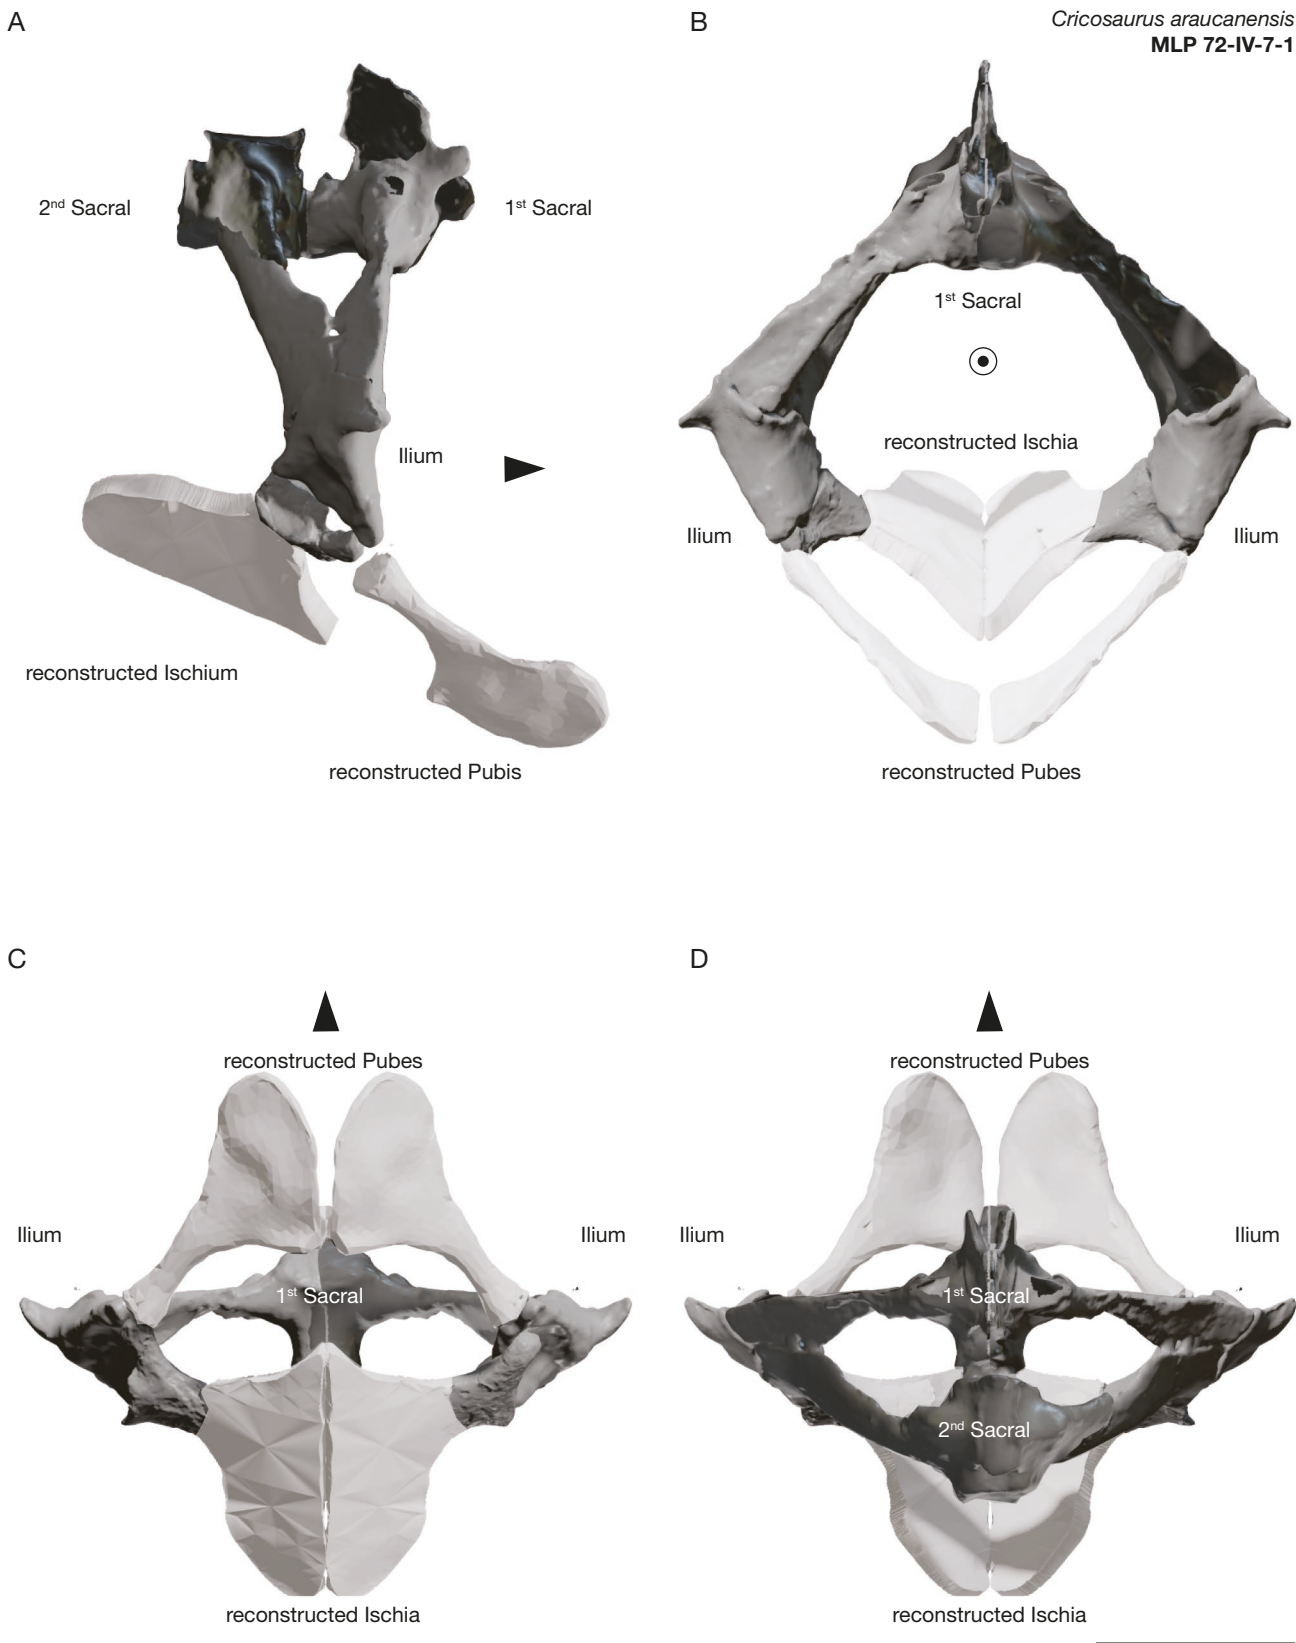 A
B
Cricosaurus araucanensis
MLP 72-IV-7-1
2nd Sacral
1st Sacral
1st Sacral
reconstructed Ischia
Ilium
Ilium
Ilium
reconstructed Ischium
reconstructed Pubis
reconstructed Pubes
C
D
reconstructed Pubes
reconstructed Pubes
Ilium
Ilium
Ilium
Ilium
1st Sacral
1st Sacral
2nd Sacral
reconstructed Ischia
reconstructed Ischia